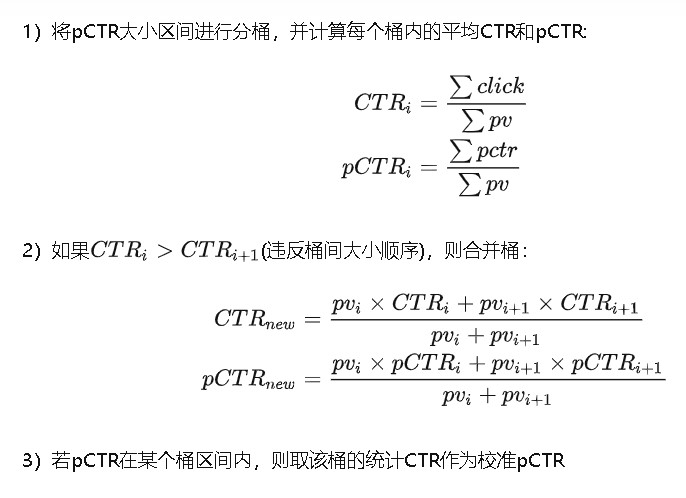 1）将pCTR大小区间进行分桶，并计算每个桶内的平均CTR和pCTR:
$CTR_i = \frac{\sum click}{\sum pv}$
$pCTR_i = \frac{\sum pctr}{\sum pv}$
2）如果$CTR_i > CTR_{i+1}$(违反桶间大小顺序)，则合并桶：
$CTR_{new} = \frac{pv_i \times CTR_i + pv_{i+1} \times CTR_{i+1}}{pv_i + pv_{i+1}}$
$pCTR_{new} = \frac{pv_i \times pCTR_i + pv_{i+1} \times pCTR_{i+1}}{pv_i + pv_{i+1}}$
3）若pCTR在某个桶区间内，则取该桶的统计CTR作为校准pCTR